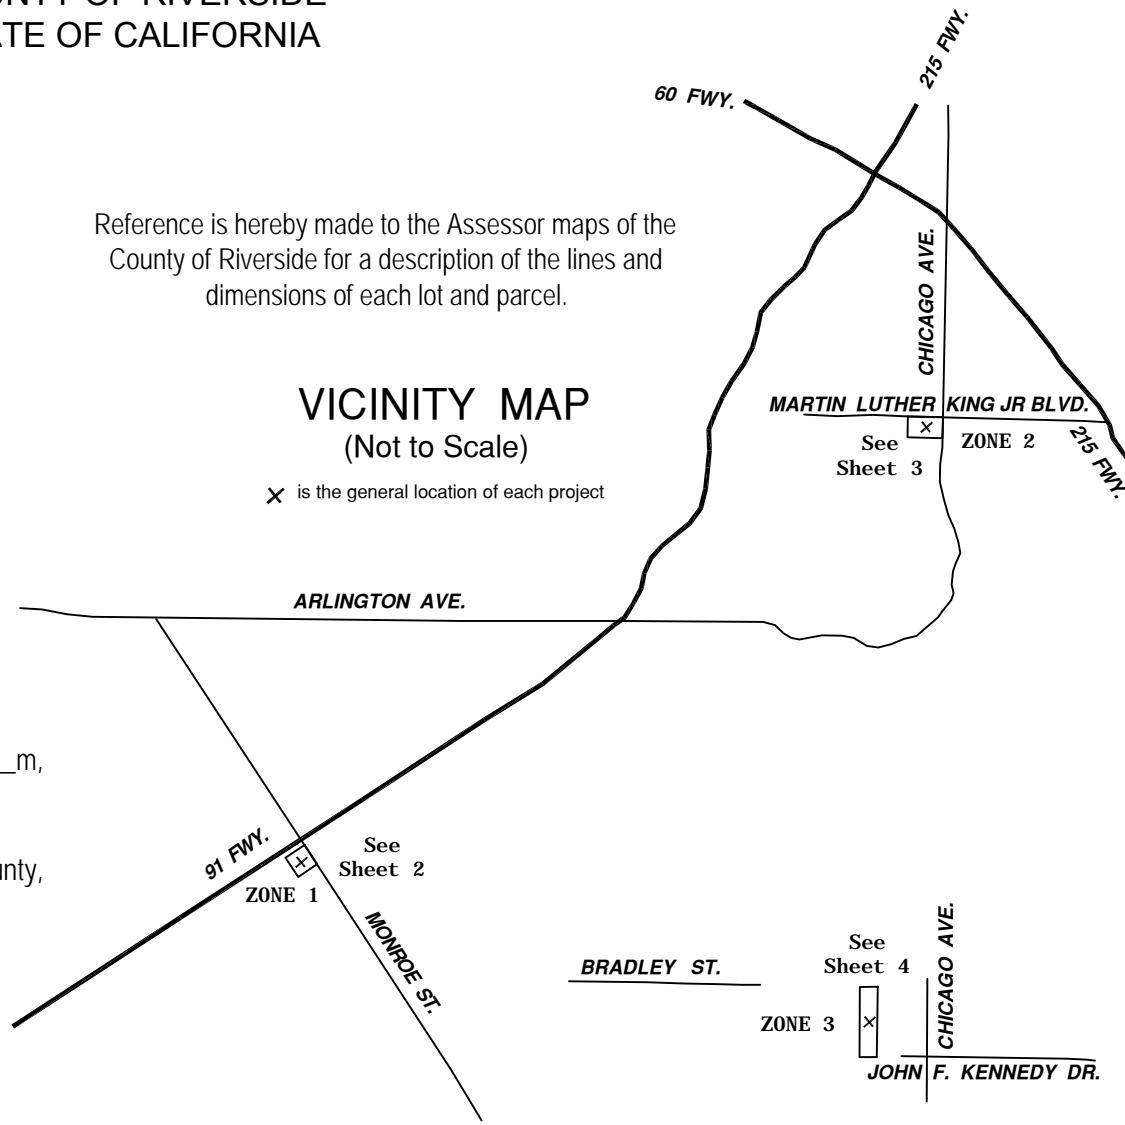 TE OF CALIFORNIA
60 FWY.
215 FWY.
Reference is hereby made to the Assessor maps of the
County of Riverside for a description of the lines and
dimensions of each lot and parcel.
CHICAGO AVE.
VICINITY MAP
(Not to Scale)
× is the general location of each project
MARTIN LUTHER KING JR BLVD.
See
Sheet 3
ZONE 2
215 FWY.
ARLINGTON AVE.
m,
unty,
91 FWY.
See
Sheet 2
ZONE 1
MONROE ST.
BRADLEY ST.
See
Sheet 4
ZONE 3
CHICAGO AVE.
JOHN F. KENNEDY DR.